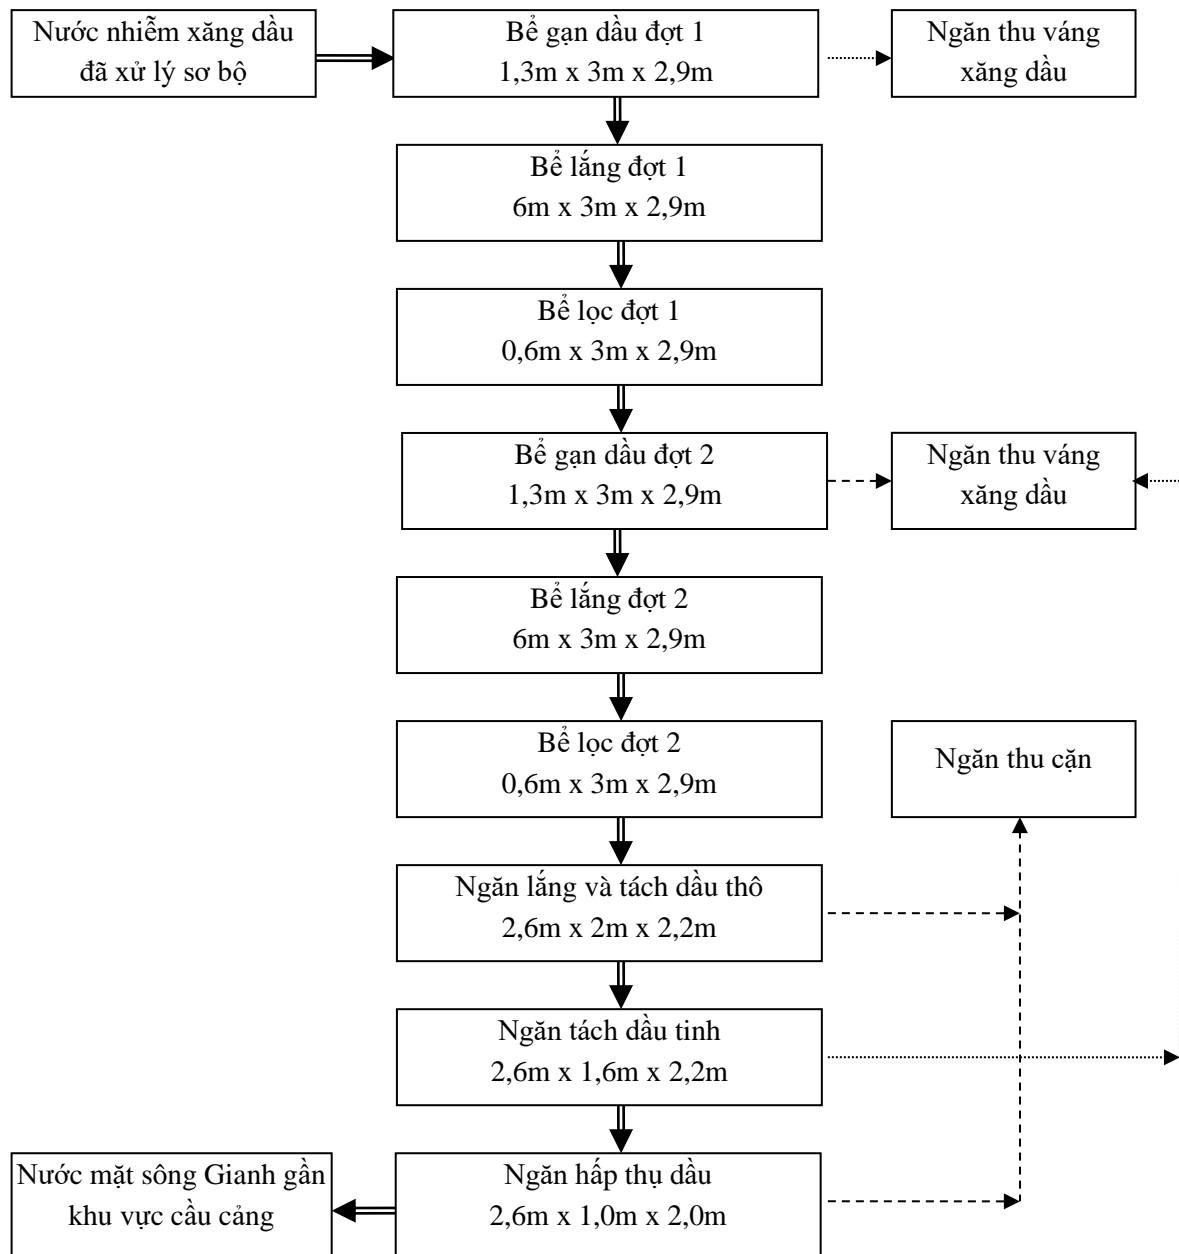 Nước nhiễm xăng dầu
đã xử lý sơ bộ
Bể gạn dầu đợt 1
1,3m x 3m x 2,9m
Ngăn thu váng
xăng dầu
Bể lắng đợt 1
6m x 3m x 2,9m
Bể lọc đợt 1
0,6m x 3m x 2,9m
Bể gạn dầu đợt 2
1,3m x 3m x 2,9m
Ngăn thu váng
xăng dầu
Bể lắng đợt 2
6m x 3m x 2,9m
Bể lọc đợt 2
0,6m x 3m x 2,9m
Ngăn thu cặn
Ngăn lắng và tách dầu thô
2,6m x 2m x 2,2m
Ngăn tách dầu tinh
2,6m x 1,6m x 2,2m
Ngăn hấp thụ dầu
2,6m x 1,0m x 2,0m
Nước mặt sông Gianh gần
khu vực cầu cảng